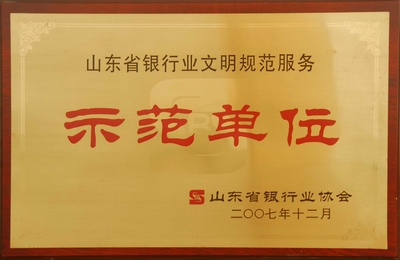 山东省银行业文明规范服务
示范单位
山东省银行业协会
二〇〇七年十二月